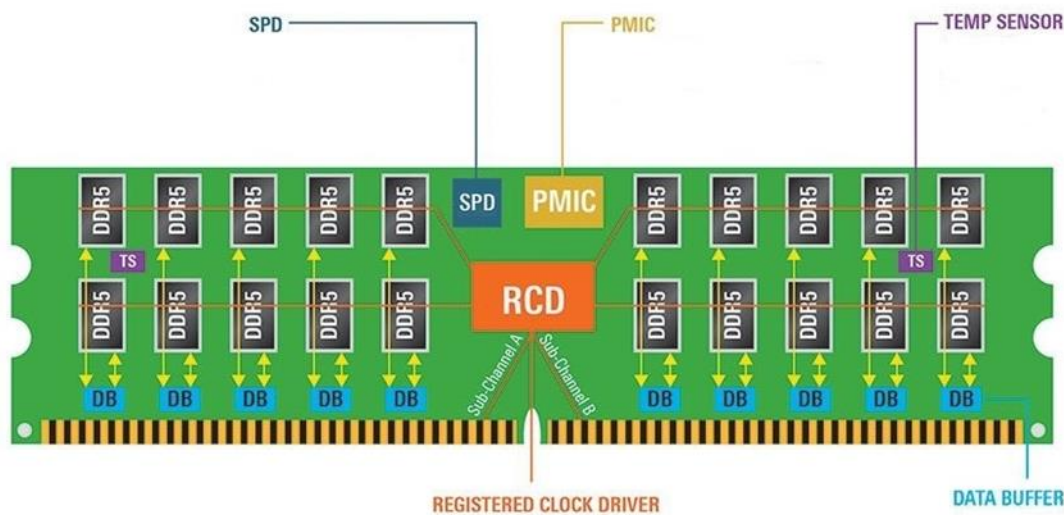 SPD
PMIC
TEMP SENSOR
DDR5 DDR5 DDR5 DDR5 DDR5 SPD PMIC DDR5 DDR5 DDR5 DDR5 DDR5
TS TS
DDR5 DDR5 DDR5 DDR5 DDR5 RCD DDR5 DDR5 DDR5 DDR5 DDR5
Sub-Channel A
Sub-Channel B
DB DB DB DB DB DB DB DB DB DB
REGISTERED CLOCK DRIVER
DATA BUFFER